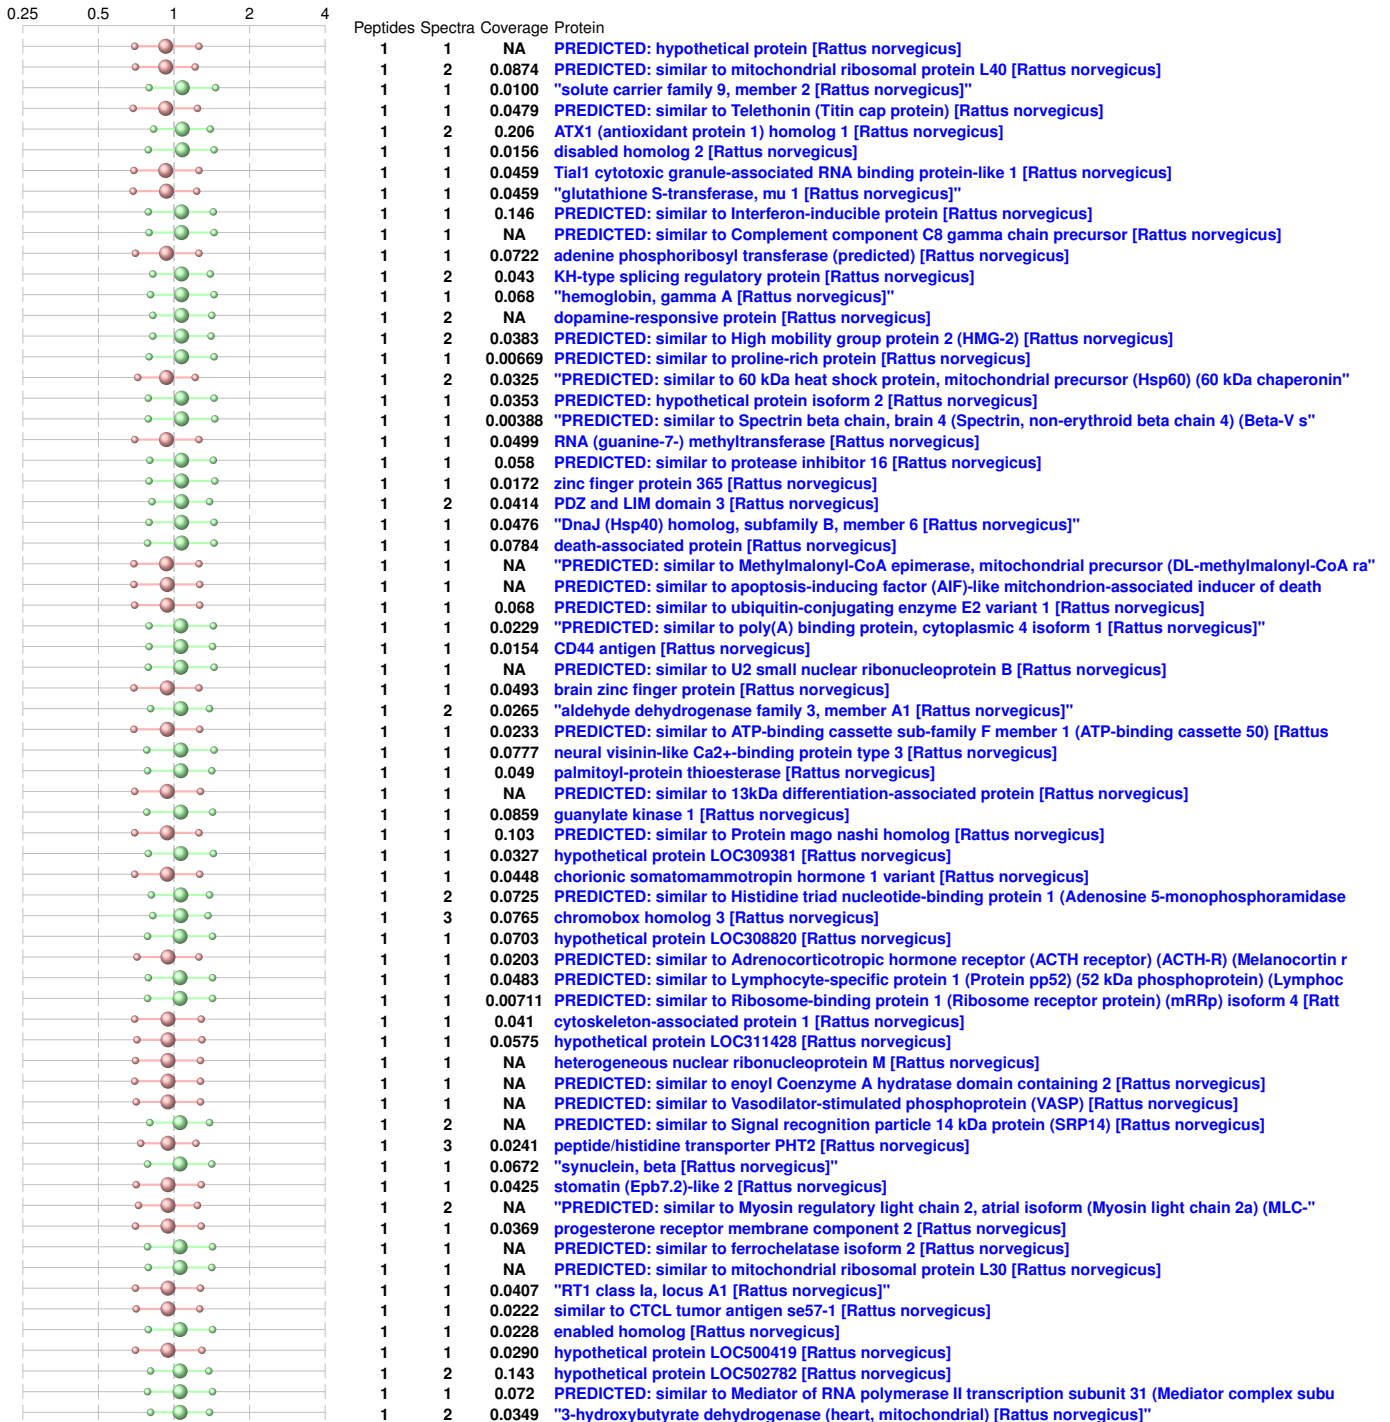 0.25 0.5 1 2 4
Peptides Spectra Coverage Protein
1 1 NA PREDICTED: hypothetical protein [Rattus norvegicus]
1 2 0.0874 PREDICTED: similar to mitochondrial ribosomal protein L40 [Rattus norvegicus]
1 1 0.0100 "solute carrier family 9, member 2 [Rattus norvegicus]"
1 1 0.0479 PREDICTED: similar to Telethonin (Titin cap protein) [Rattus norvegicus]
1 2 0.206 ATX1 (antioxidant protein 1) homolog 1 [Rattus norvegicus]
1 1 0.0156 disabled homolog 2 [Rattus norvegicus]
1 1 0.0459 Tial1 cytotoxic granule-associated RNA binding protein-like 1 [Rattus norvegicus]
1 1 0.0459 "glutathione S-transferase, mu 1 [Rattus norvegicus]"
1 1 0.146 PREDICTED: similar to Interferon-inducible protein [Rattus norvegicus]
1 1 NA PREDICTED: similar to Complement component C8 gamma chain precursor [Rattus norvegicus]
1 1 0.0722 adenine phosphoribosyl transferase (predicted) [Rattus norvegicus]
1 2 0.043 KH-type splicing regulatory protein [Rattus norvegicus]
1 1 0.068 "hemoglobin, gamma A [Rattus norvegicus]"
1 2 NA dopamine-responsive protein [Rattus norvegicus]
1 2 0.0383 PREDICTED: similar to High mobility group protein 2 (HMG-2) [Rattus norvegicus]
1 1 0.00669 PREDICTED: similar to proline-rich protein [Rattus norvegicus]
1 2 0.0325 "PREDICTED: similar to 60 kDa heat shock protein, mitochondrial precursor (Hsp60) (60 kDa chaperonin"
1 1 0.0353 PREDICTED: hypothetical protein isoform 2 [Rattus norvegicus]
1 1 0.00388 "PREDICTED: similar to Spectrin beta chain, brain 4 (Spectrin, non-erythroid beta chain 4) (Beta-V s"
1 1 0.0499 RNA (guanine-7-) methyltransferase [Rattus norvegicus]
1 1 0.058 PREDICTED: similar to protease inhibitor 16 [Rattus norvegicus]
1 1 0.0172 zinc finger protein 365 [Rattus norvegicus]
1 2 0.0414 PDZ and LIM domain 3 [Rattus norvegicus]
1 1 0.0476 "DnaJ (Hsp40) homolog, subfamily B, member 6 [Rattus norvegicus]"
1 1 0.0784 death-associated protein [Rattus norvegicus]
1 1 NA "PREDICTED: similar to Methylmalonyl-CoA epimerase, mitochondrial precursor (DL-methylmalonyl-CoA ra"
1 1 NA PREDICTED: similar to apoptosis-inducing factor (AIF)-like mitchondrion-associated inducer of death
1 1 0.068 PREDICTED: similar to ubiquitin-conjugating enzyme E2 variant 1 [Rattus norvegicus]
1 1 0.0229 "PREDICTED: similar to poly(A) binding protein, cytoplasmic 4 isoform 1 [Rattus norvegicus]"
1 1 0.0154 CD44 antigen [Rattus norvegicus]
1 1 NA PREDICTED: similar to U2 small nuclear ribonucleoprotein B [Rattus norvegicus]
1 1 0.0493 brain zinc finger protein [Rattus norvegicus]
1 2 0.0265 "aldehyde dehydrogenase family 3, member A1 [Rattus norvegicus]"
1 1 0.0233 PREDICTED: similar to ATP-binding cassette sub-family F member 1 (ATP-binding cassette 50) [Rattus
1 1 0.0777 neural visinin-like Ca2+-binding protein type 3 [Rattus norvegicus]
1 1 0.049 palmitoyl-protein thioesterase [Rattus norvegicus]
1 1 NA PREDICTED: similar to 13kDa differentiation-associated protein [Rattus norvegicus]
1 1 0.0859 guanylate kinase 1 [Rattus norvegicus]
1 1 0.103 PREDICTED: similar to Protein mago nashi homolog [Rattus norvegicus]
1 1 0.0327 hypothetical protein LOC309381 [Rattus norvegicus]
1 1 0.0448 chorionic somatomammotropin hormone 1 variant [Rattus norvegicus]
1 2 0.0725 PREDICTED: similar to Histidine triad nucleotide-binding protein 1 (Adenosine 5-monophosphoramidase
1 3 0.0765 chromobox homolog 3 [Rattus norvegicus]
1 1 0.0703 hypothetical protein LOC308820 [Rattus norvegicus]
1 1 0.0203 PREDICTED: similar to Adrenocorticotropic hormone receptor (ACTH receptor) (ACTH-R) (Melanocortin r
1 1 0.0483 PREDICTED: similar to Lymphocyte-specific protein 1 (Protein pp52) (52 kDa phosphoprotein) (Lymphoc
1 1 0.00711 PREDICTED: similar to Ribosome-binding protein 1 (Ribosome receptor protein) (mRRp) isoform 4 [Ratt
1 1 0.041 cytoskeleton-associated protein 1 [Rattus norvegicus]
1 1 0.0575 hypothetical protein LOC311428 [Rattus norvegicus]
1 1 NA heterogeneous nuclear ribonucleoprotein M [Rattus norvegicus]
1 1 NA PREDICTED: similar to enoyl Coenzyme A hydratase domain containing 2 [Rattus norvegicus]
1 1 NA PREDICTED: similar to Vasodilator-stimulated phosphoprotein (VASP) [Rattus norvegicus]
1 2 NA PREDICTED: similar to Signal recognition particle 14 kDa protein (SRP14) [Rattus norvegicus]
1 3 0.0241 peptide/histidine transporter PHT2 [Rattus norvegicus]
1 1 0.0672 "synuclein, beta [Rattus norvegicus]"
1 1 0.0425 stomatin (Epb7.2)-like 2 [Rattus norvegicus]
1 2 NA "PREDICTED: similar to Myosin regulatory light chain 2, atrial isoform (Myosin light chain 2a) (MLC-"
1 1 0.0369 progesterone receptor membrane component 2 [Rattus norvegicus]
1 1 NA PREDICTED: similar to ferrochelatase isoform 2 [Rattus norvegicus]
1 1 NA PREDICTED: similar to mitochondrial ribosomal protein L30 [Rattus norvegicus]
1 1 0.0407 "RT1 class Ia, locus A1 [Rattus norvegicus]"
1 1 0.0222 similar to CTCL tumor antigen se57-1 [Rattus norvegicus]
1 1 0.0228 enabled homolog [Rattus norvegicus]
1 1 0.0290 hypothetical protein LOC500419 [Rattus norvegicus]
1 2 0.143 hypothetical protein LOC502782 [Rattus norvegicus]
1 1 0.072 PREDICTED: similar to Mediator of RNA polymerase II transcription subunit 31 (Mediator complex subu
1 2 0.0349 "3-hydroxybutyrate dehydrogenase (heart, mitochondrial) [Rattus norvegicus]"